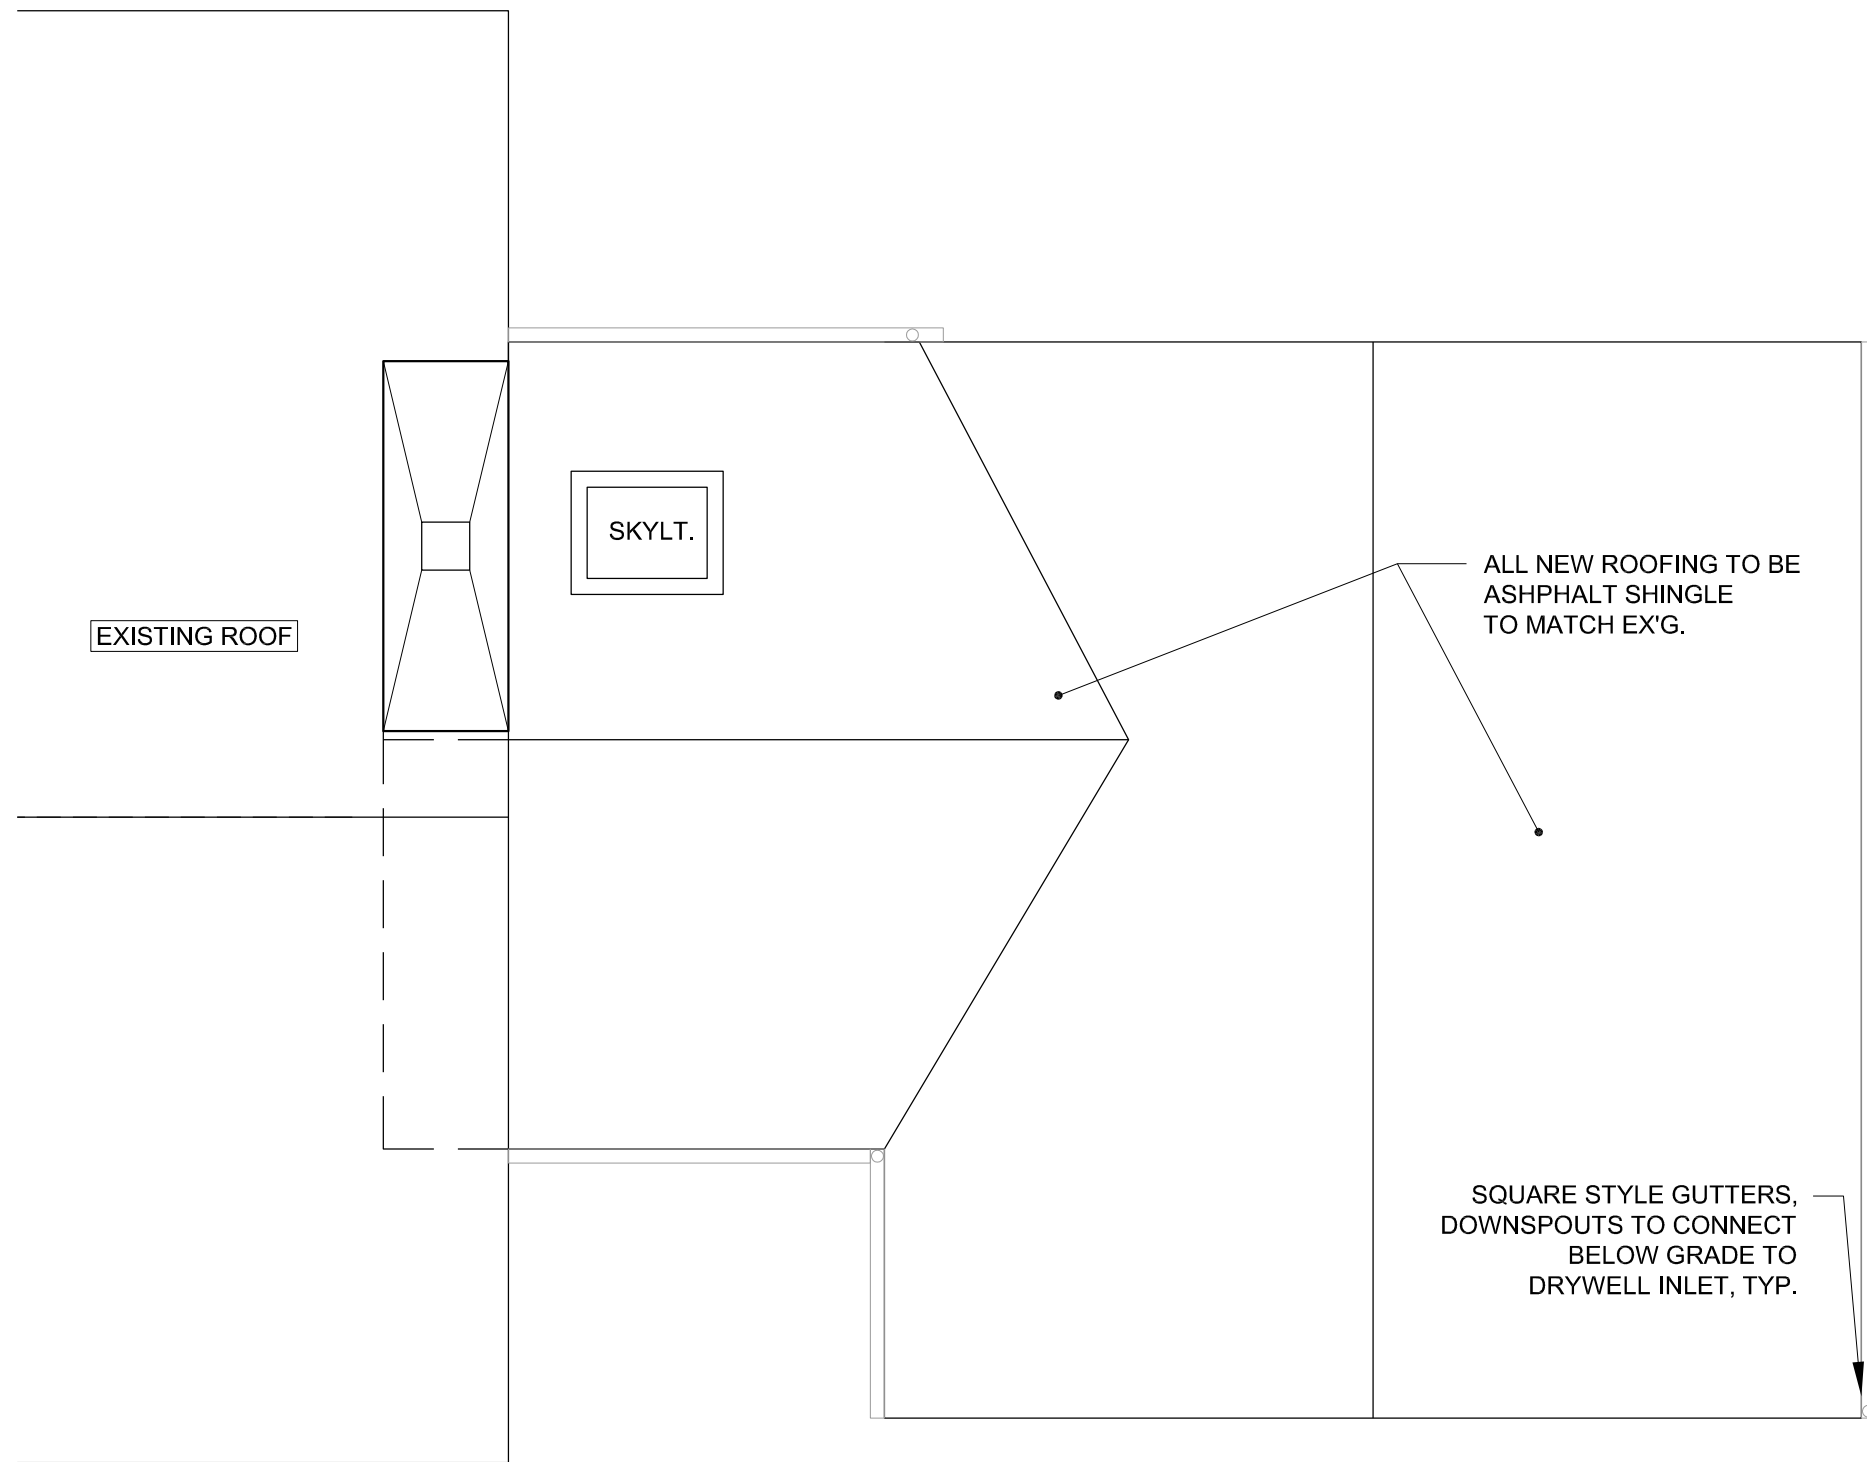 SKYLT.
ALL NEW ROOFING TO BE
ASHPHALT SHINGLE
TO MATCH EX'G.
EXISTING ROOF
SQUARE STYLE GUTTERS,
DOWNSPOUTS TO CONNECT
BELOW GRADE TO
DRYWELL INLET, TYP.